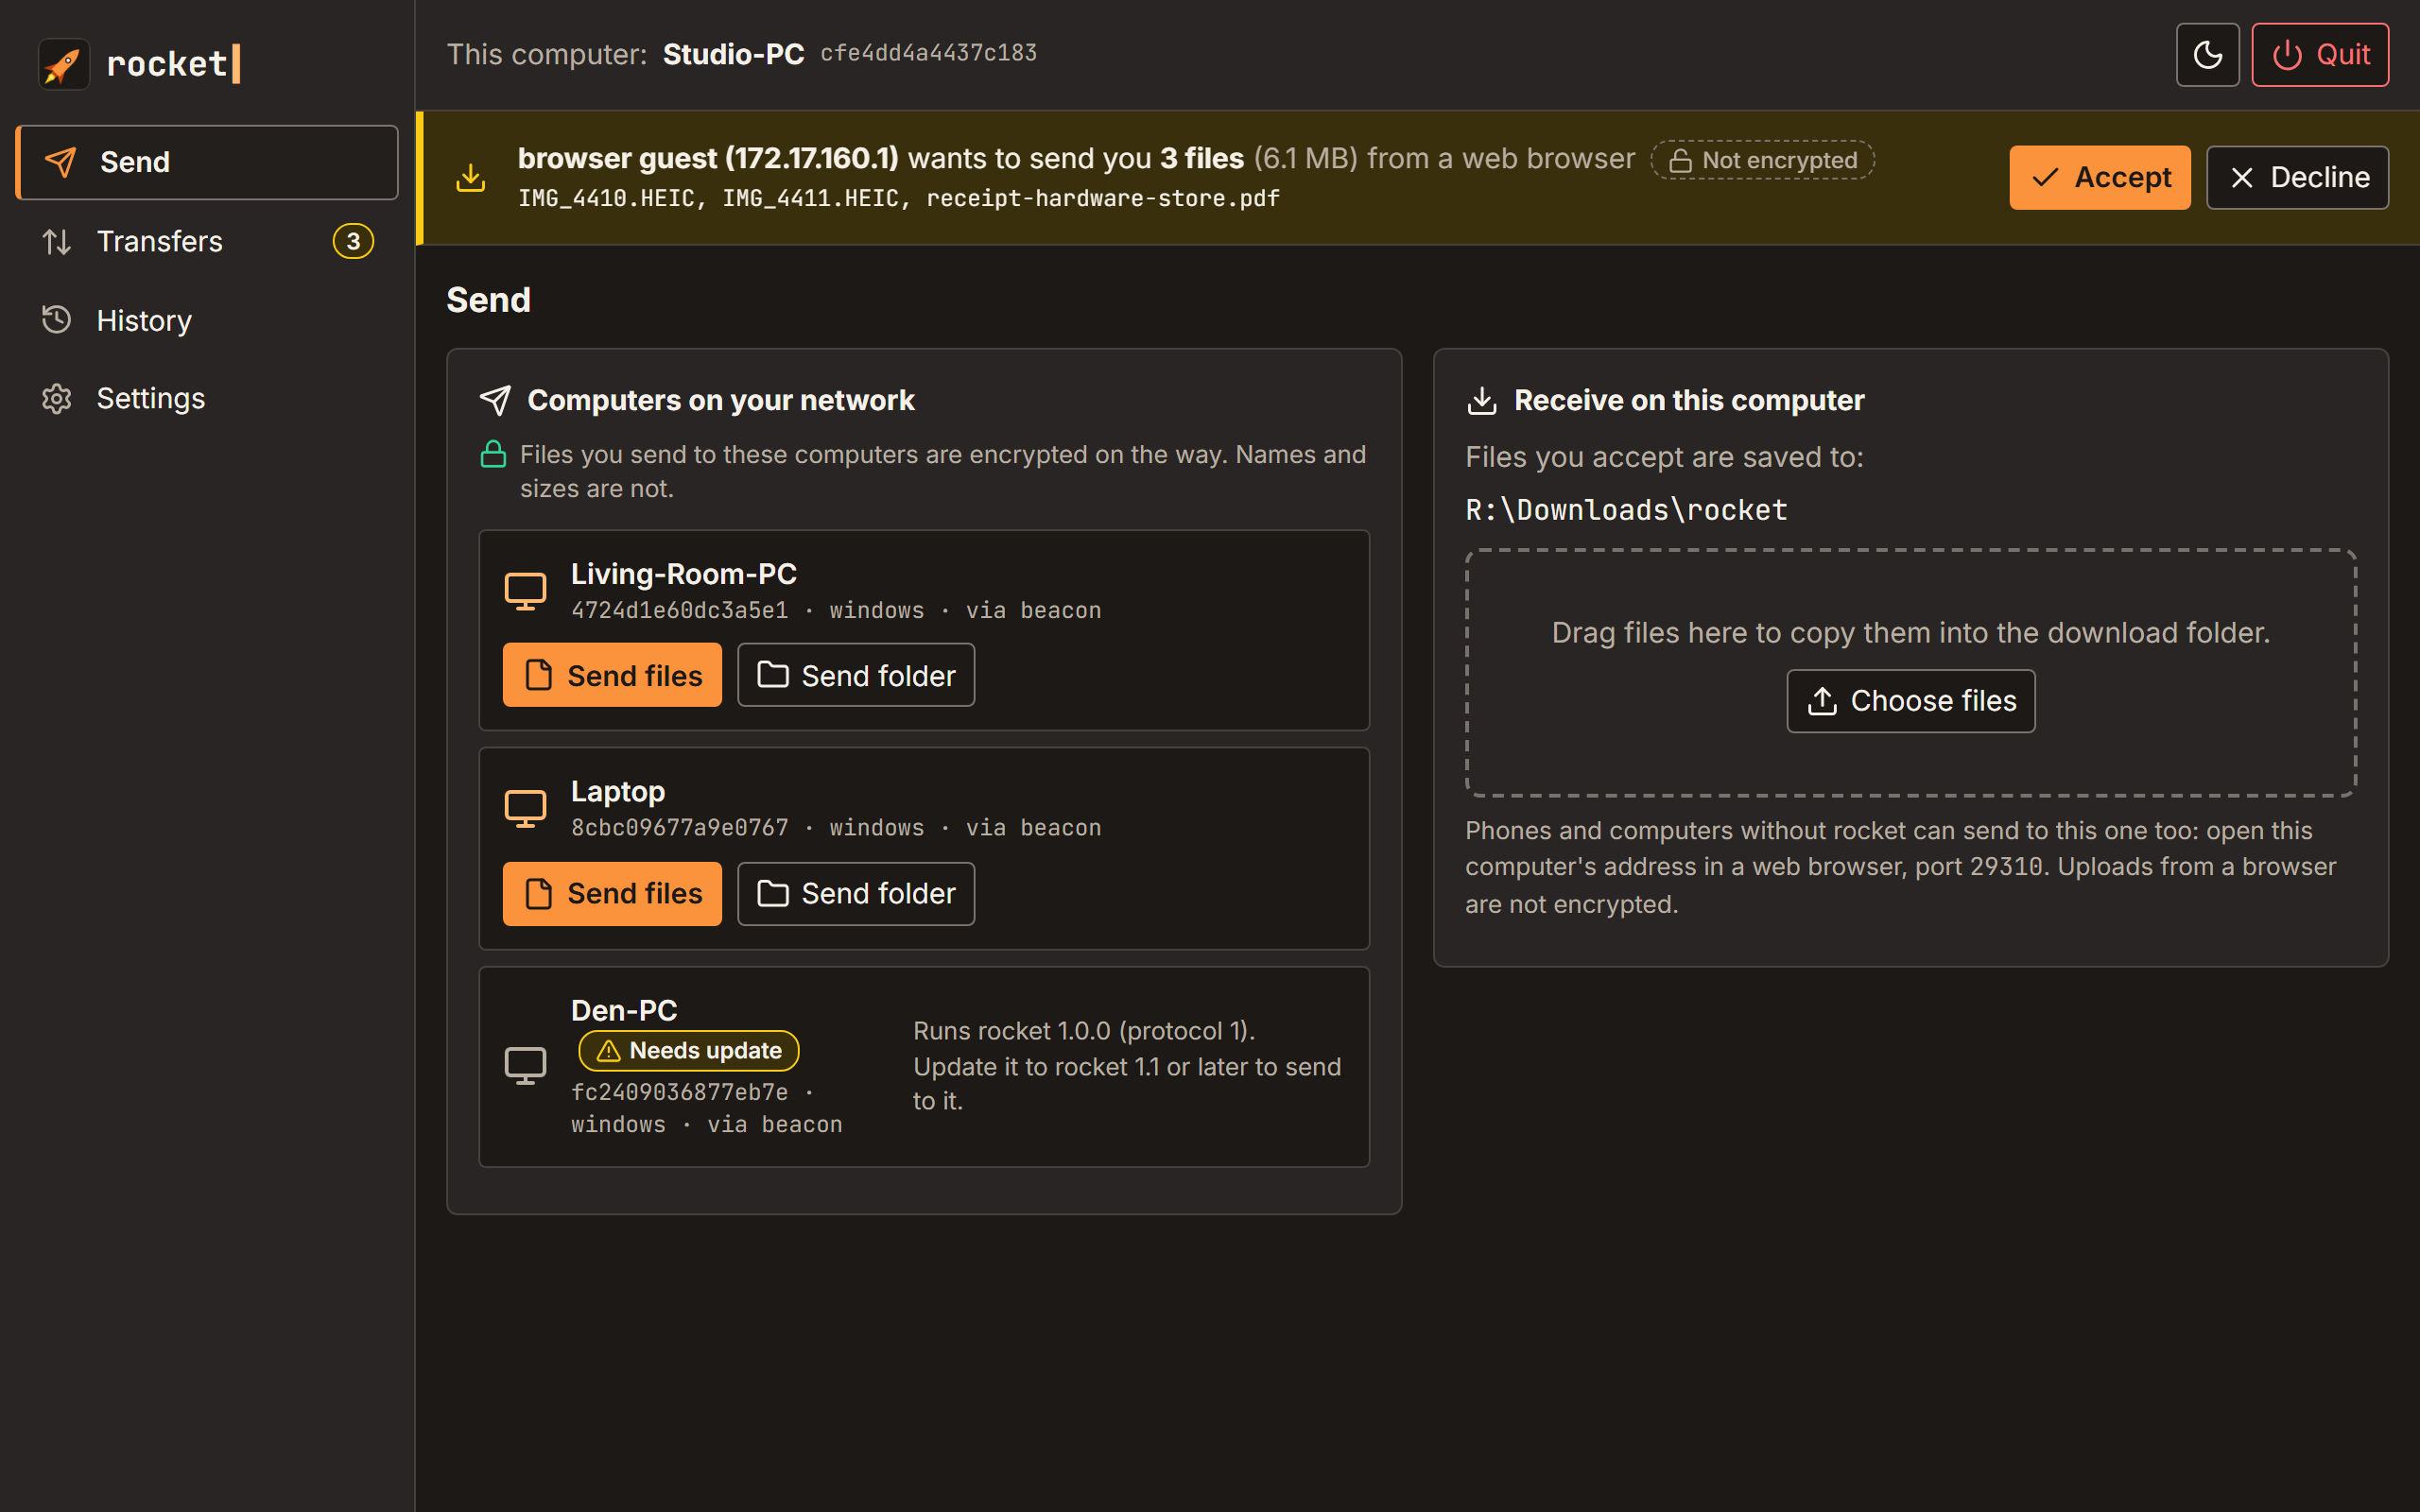 rocket
This computer: Studio-PC cfe4dd4a4437c183
Quit
Send
Transfers 3
History
Settings
browser guest (172.17.160.1) wants to send you 3 files (6.1 MB) from a web browser Not encrypted
IMG_4410.HEIC, IMG_4411.HEIC, receipt-hardware-store.pdf
Accept
Decline
Send
Computers on your network
Files you send to these computers are encrypted on the way. Names and
sizes are not.
Living-Room-PC
4724d1e60dc3a5e1 · windows · via beacon
Send files
Send folder
Laptop
8cbc09677a9e0767 · windows · via beacon
Send files
Send folder
Den-PC
Needs update
fc2409036877eb7e ·
windows · via beacon
Runs rocket 1.0.0 (protocol 1).
Update it to rocket 1.1 or later to send
to it.
Receive on this computer
Files you accept are saved to:
R:\Downloads\rocket
Drag files here to copy them into the download folder.
Choose files
Phones and computers without rocket can send to this one too: open this
computer's address in a web browser, port 29310. Uploads from a browser
are not encrypted.